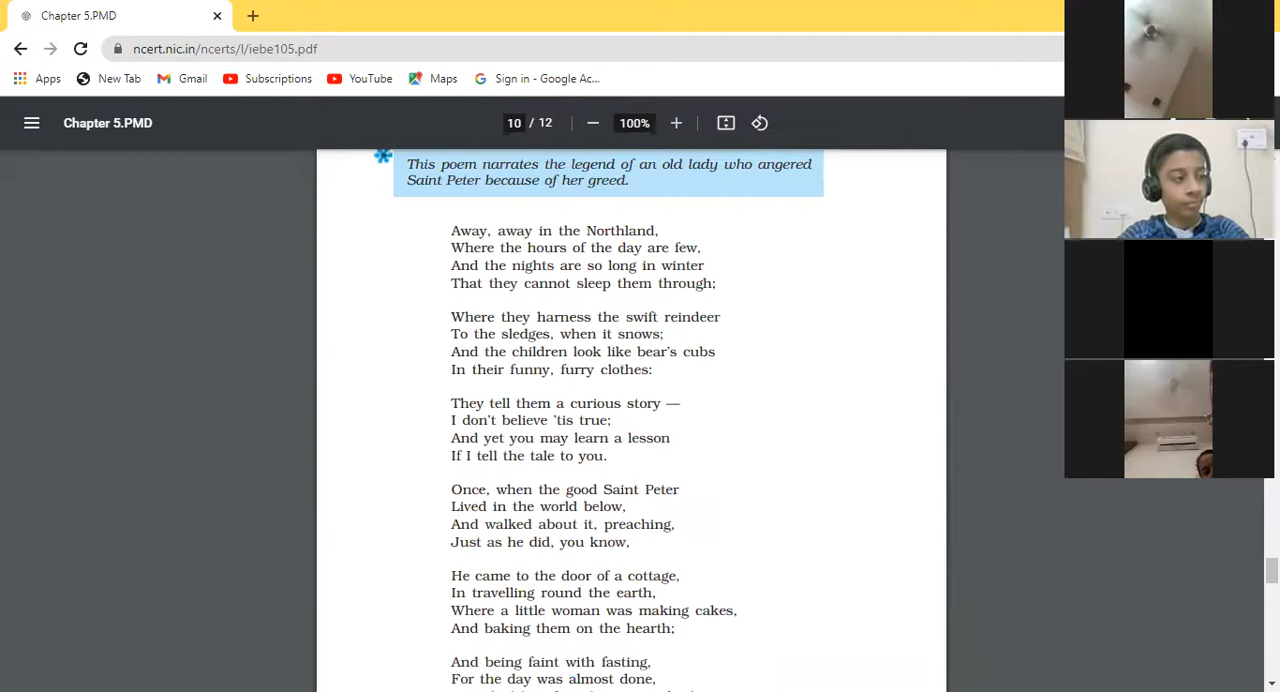 Chapter 5.PMD
ncert.nic.in/ncerts/l/iebe105.pdf
Apps New Tab Gmail Subscriptions YouTube Maps Sign in - Google Ac...
Chapter 5.PMD 10 / 12 100%
This poem narrates the legend of an old lady who angered
Saint Peter because of her greed.
Away, away in the Northland,
Where the hours of the day are few,
And the nights are so long in winter
That they cannot sleep them through;
Where they harness the swift reindeer
To the sledges, when it snows;
And the children look like bear's cubs
In their funny, furry clothes:
They tell them a curious story —
I don't believe 'tis true;
And yet you may learn a lesson
If I tell the tale to you.
Once, when the good Saint Peter
Lived in the world below,
And walked about it, preaching,
Just as he did, you know,
He came to the door of a cottage,
In travelling round the earth,
Where a little woman was making cakes,
And baking them on the hearth;
And being faint with fasting,
For the day was almost done,